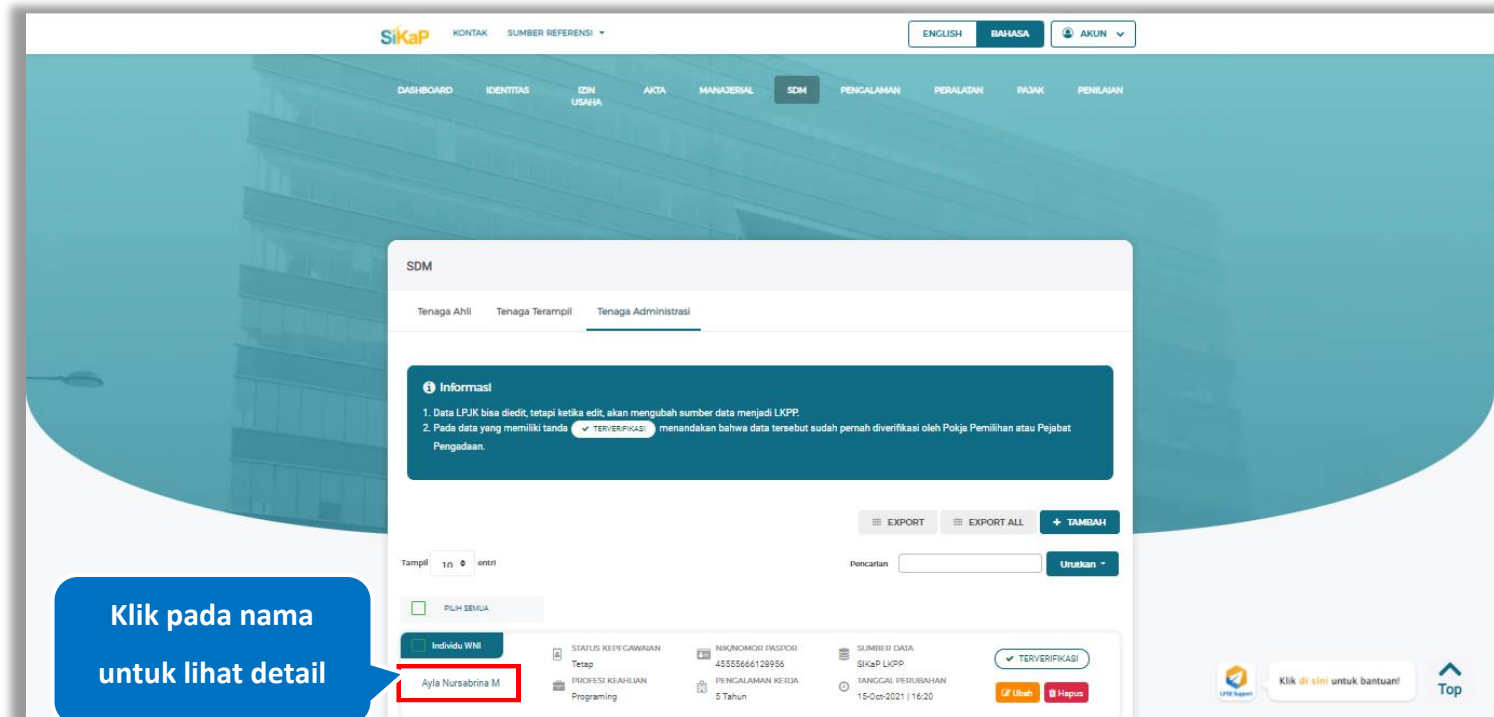 SiKaP KONTAK SUMBER REFERENSI ENGLISH BAHASA AKUN
DASHBOARD IDENTITAS IZIN USAHA AKTA MANAJERIAL SDM PENGALAMAN PERALATAN PAJAK PENILAIAN
SDM
Tenaga Ahli Tenaga Terampil Tenaga Administrasi
Informasi
1. Data LPJK bisa diedit, tetapi ketika edit, akan mengubah sumber data menjadi LKPP.
2. Pada data yang memiliki tanda TERVERIFIKASI menandakan bahwa data tersebut sudah pernah diverifikasi oleh Pokja Pemilihan atau Pejabat
Pengadaan.
EXPORT EXPORT ALL + TAMBAH
Tampil 10 entri Pencarian Urutkan
PILIH SEMUA
Klik pada nama
untuk lihat detail
Individu WNI
Ayla Nursabrina M
STATUS KEPEGAWAIAN
Tetap
PROFESI KEAHLIAN
Programing
NIK/NOMOR PASPOR
45555666128956
PENGALAMAN KERJA
5 Tahun
SUMBER DATA
SIKaP LKPP
TANGGAL PERUBAHAN
15-Oct-2021 | 16:20
TERVERIFIKASI
Ubah Hapus
LPSE Support
Klik di sini untuk bantuan!
Top